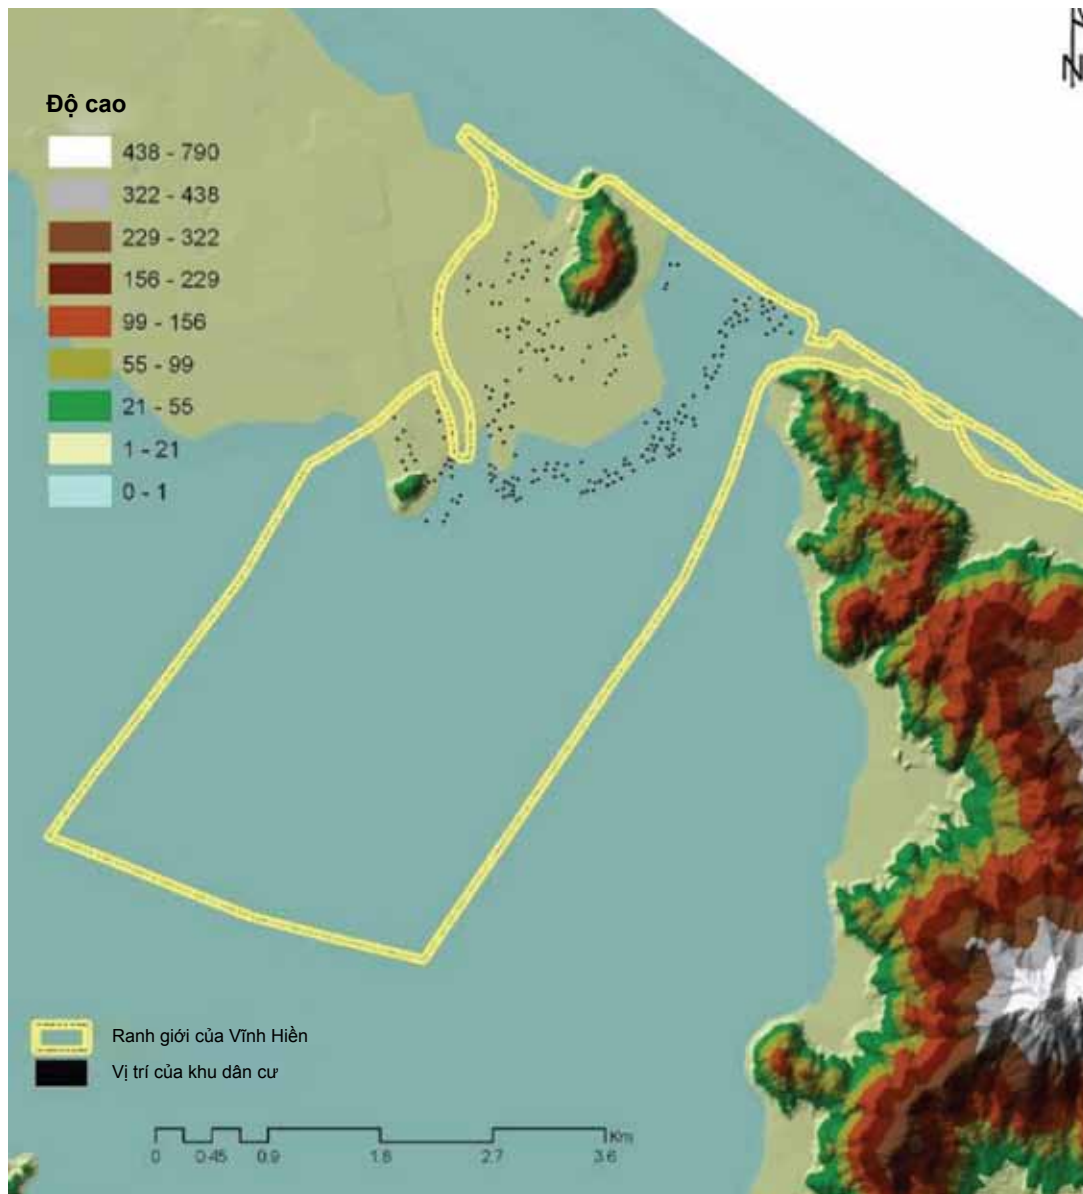 N
Độ cao
438 - 790
322 - 438
229 - 322
156 - 229
99 - 156
55 - 99
21 - 55
1 - 21
0 - 1
Ranh giới của Vĩnh Hiền
Vị trí của khu dân cư
Km
0 0.45 0.9 1.8 2.7 3.6